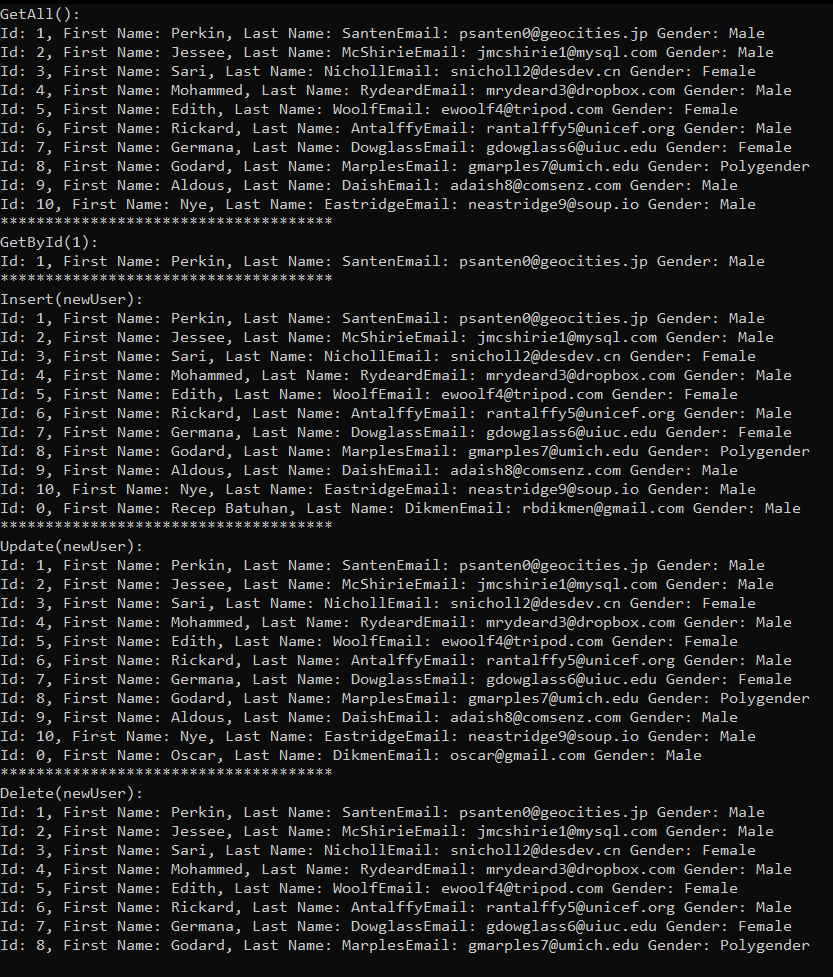 GetAll():
Id: 1, First Name: Perkin, Last Name: SantenEmail: psanten0@geocities.jp Gender: Male
Id: 2, First Name: Jessee, Last Name: McShirieEmail: jmcshirie1@mysql.com Gender: Male
Id: 3, First Name: Sari, Last Name: NichollEmail: snicholl2@desdev.cn Gender: Female
Id: 4, First Name: Mohammed, Last Name: RydeardEmail: mrydeard3@dropbox.com Gender: Male
Id: 5, First Name: Edith, Last Name: WoolfEmail: ewoolf4@tripod.com Gender: Female
Id: 6, First Name: Rickard, Last Name: AntalffyEmail: rantalffy5@unicef.org Gender: Male
Id: 7, First Name: Germana, Last Name: DowglassEmail: gdowglass6@uiuc.edu Gender: Female
Id: 8, First Name: Godard, Last Name: MarplesEmail: gmarples7@umich.edu Gender: Polygender
Id: 9, First Name: Aldous, Last Name: DaishEmail: adaish8@comsenz.com Gender: Male
Id: 10, First Name: Nye, Last Name: EastridgeEmail: neastridge9@soup.io Gender: Male
*************************************
GetById(1):
Id: 1, First Name: Perkin, Last Name: SantenEmail: psanten0@geocities.jp Gender: Male
*************************************
Insert(newUser):
Id: 1, First Name: Perkin, Last Name: SantenEmail: psanten0@geocities.jp Gender: Male
Id: 2, First Name: Jessee, Last Name: McShirieEmail: jmcshirie1@mysql.com Gender: Male
Id: 3, First Name: Sari, Last Name: NichollEmail: snicholl2@desdev.cn Gender: Female
Id: 4, First Name: Mohammed, Last Name: RydeardEmail: mrydeard3@dropbox.com Gender: Male
Id: 5, First Name: Edith, Last Name: WoolfEmail: ewoolf4@tripod.com Gender: Female
Id: 6, First Name: Rickard, Last Name: AntalffyEmail: rantalffy5@unicef.org Gender: Male
Id: 7, First Name: Germana, Last Name: DowglassEmail: gdowglass6@uiuc.edu Gender: Female
Id: 8, First Name: Godard, Last Name: MarplesEmail: gmarples7@umich.edu Gender: Polygender
Id: 9, First Name: Aldous, Last Name: DaishEmail: adaish8@comsenz.com Gender: Male
Id: 10, First Name: Nye, Last Name: EastridgeEmail: neastridge9@soup.io Gender: Male
Id: 0, First Name: Recep Batuhan, Last Name: DikmenEmail: rbdikmen@gmail.com Gender: Male
*************************************
Update(newUser):
Id: 1, First Name: Perkin, Last Name: SantenEmail: psanten0@geocities.jp Gender: Male
Id: 2, First Name: Jessee, Last Name: McShirieEmail: jmcshirie1@mysql.com Gender: Male
Id: 3, First Name: Sari, Last Name: NichollEmail: snicholl2@desdev.cn Gender: Female
Id: 4, First Name: Mohammed, Last Name: RydeardEmail: mrydeard3@dropbox.com Gender: Male
Id: 5, First Name: Edith, Last Name: WoolfEmail: ewoolf4@tripod.com Gender: Female
Id: 6, First Name: Rickard, Last Name: AntalffyEmail: rantalffy5@unicef.org Gender: Male
Id: 7, First Name: Germana, Last Name: DowglassEmail: gdowglass6@uiuc.edu Gender: Female
Id: 8, First Name: Godard, Last Name: MarplesEmail: gmarples7@umich.edu Gender: Polygender
Id: 9, First Name: Aldous, Last Name: DaishEmail: adaish8@comsenz.com Gender: Male
Id: 10, First Name: Nye, Last Name: EastridgeEmail: neastridge9@soup.io Gender: Male
Id: 0, First Name: Oscar, Last Name: DikmenEmail: oscar@gmail.com Gender: Male
*************************************
Delete(newUser):
Id: 1, First Name: Perkin, Last Name: SantenEmail: psanten0@geocities.jp Gender: Male
Id: 2, First Name: Jessee, Last Name: McShirieEmail: jmcshirie1@mysql.com Gender: Male
Id: 3, First Name: Sari, Last Name: NichollEmail: snicholl2@desdev.cn Gender: Female
Id: 4, First Name: Mohammed, Last Name: RydeardEmail: mrydeard3@dropbox.com Gender: Male
Id: 5, First Name: Edith, Last Name: WoolfEmail: ewoolf4@tripod.com Gender: Female
Id: 6, First Name: Rickard, Last Name: AntalffyEmail: rantalffy5@unicef.org Gender: Male
Id: 7, First Name: Germana, Last Name: DowglassEmail: gdowglass6@uiuc.edu Gender: Female
Id: 8, First Name: Godard, Last Name: MarplesEmail: gmarples7@umich.edu Gender: Polygender